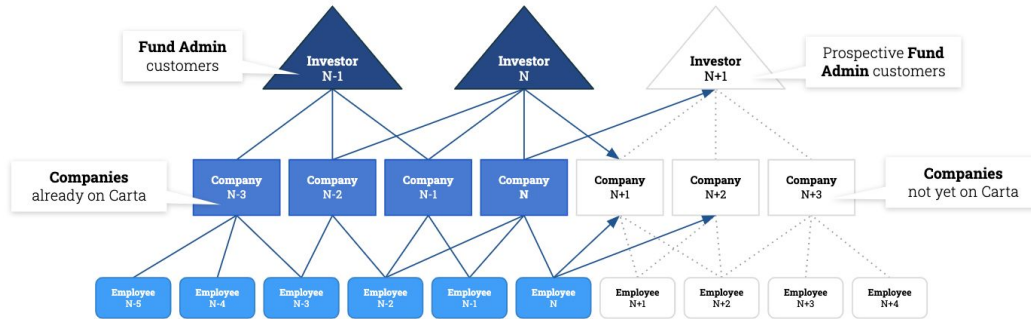 Fund Admin
customers
Investor
N-1
Investor
N
Investor
N+1
Prospective Fund
Admin customers
Companies
already on Carta
Company
N-3
Company
N-2
Company
N-1
Company
N
Company
N+1
Company
N+2
Company
N+3
Companies
not yet on Carta
Employee
N-5
Employee
N-4
Employee
N-3
Employee
N-2
Employee
N-1
Employee
N
Employee
N+1
Employee
N+2
Employee
N+3
Employee
N+4